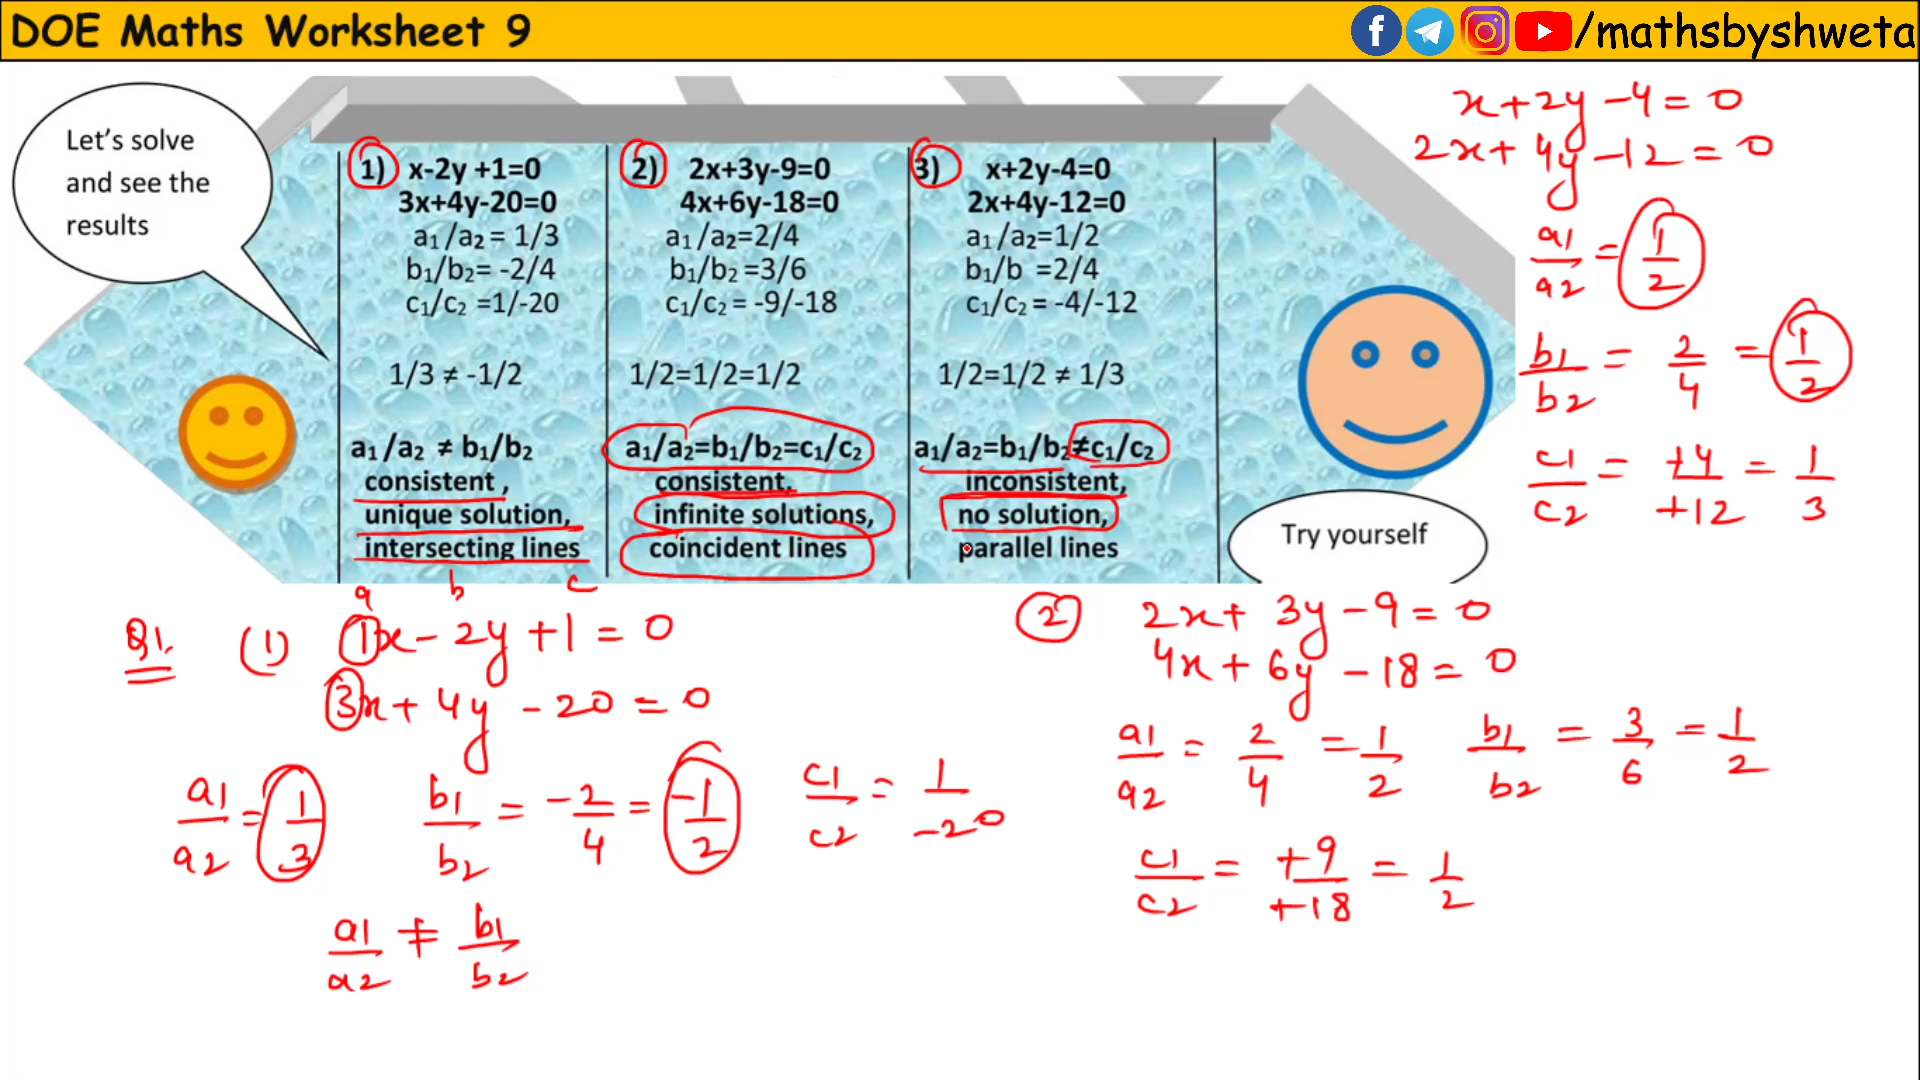 DOE Maths Worksheet 9
/mathsbyshweta
Let's solve
and see the
results
1) x-2y +1=0
3x+4y-20=0
a₁/a₂ = 1/3
b₁/b₂= -2/4
c₁/c₂ =1/-20
1/3 ≠ -1/2
a₁/a₂ ≠ b₁/b₂
consistent ,
unique solution,
intersecting lines
2) 2x+3y-9=0
4x+6y-18=0
a₁/a₂=2/4
b₁/b₂ =3/6
c₁/c₂ = -9/-18
1/2=1/2=1/2
a₁/a₂=b₁/b₂=c₁/c₂
consistent,
infinite solutions,
coincident lines
3) x+2y-4=0
2x+4y-12=0
a₁/a₂=1/2
b₁/b =2/4
c₁/c₂ = -4/-12
1/2=1/2 ≠ 1/3
a₁/a₂=b₁/b₂≠c₁/c₂
inconsistent,
no solution,
parallel lines
Try yourself
x+2y-4=0
2x+4y-12=0
a1/a2 = 1/2
b1/b2 = 2/4 = 1/2
c1/c2 = +4/+12 = 1/3
a b c
Q1. (1) 1x-2y+1=0
3x+4y-20=0
a1/a2 = 1/3 b1/b2 = -2/4 = -1/2 c1/c2 = 1/-20
a1/a2 ≠ b1/b2
2 2x+3y-9=0
4x+6y-18=0
a1/a2 = 2/4 = 1/2 b1/b2 = 3/6 = 1/2
c1/c2 = +9/+18 = 1/2